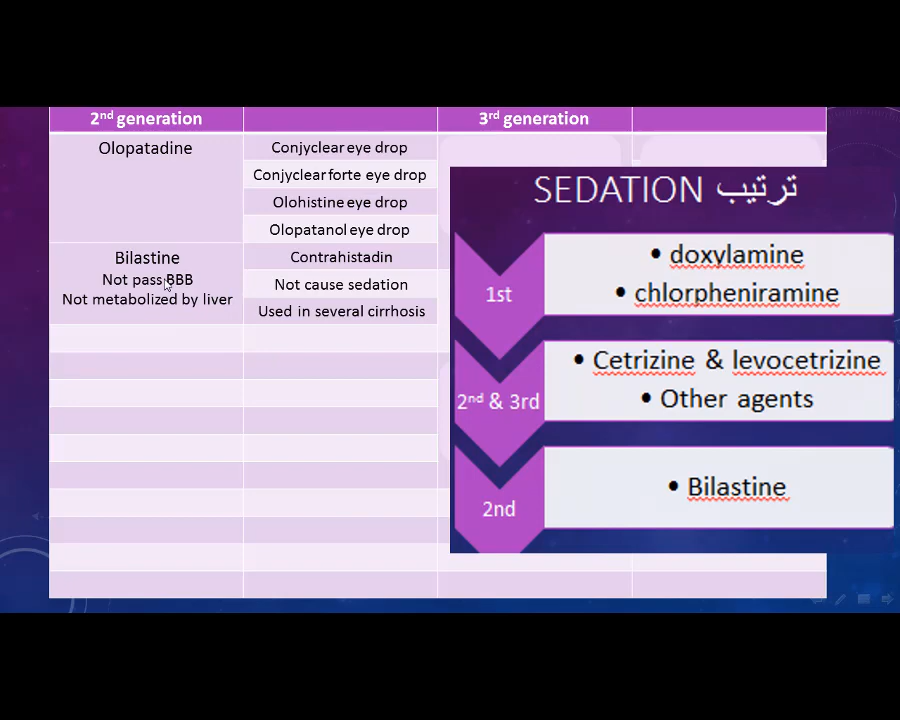 2nd generation
3rd generation
Olopatadine
Conjyclear eye drop
Conjyclear forte eye drop
Olohistine eye drop
Olopatanol eye drop
Bilastine
Not pass BBB
Not metabolized by liver
Contrahistadin
Not cause sedation
Used in several cirrhosis
ترتيب SEDATION
1st
• doxylamine
• chlorpheniramine
2nd & 3rd
• Cetrizine & levocetrizine
• Other agents
2nd
• Bilastine